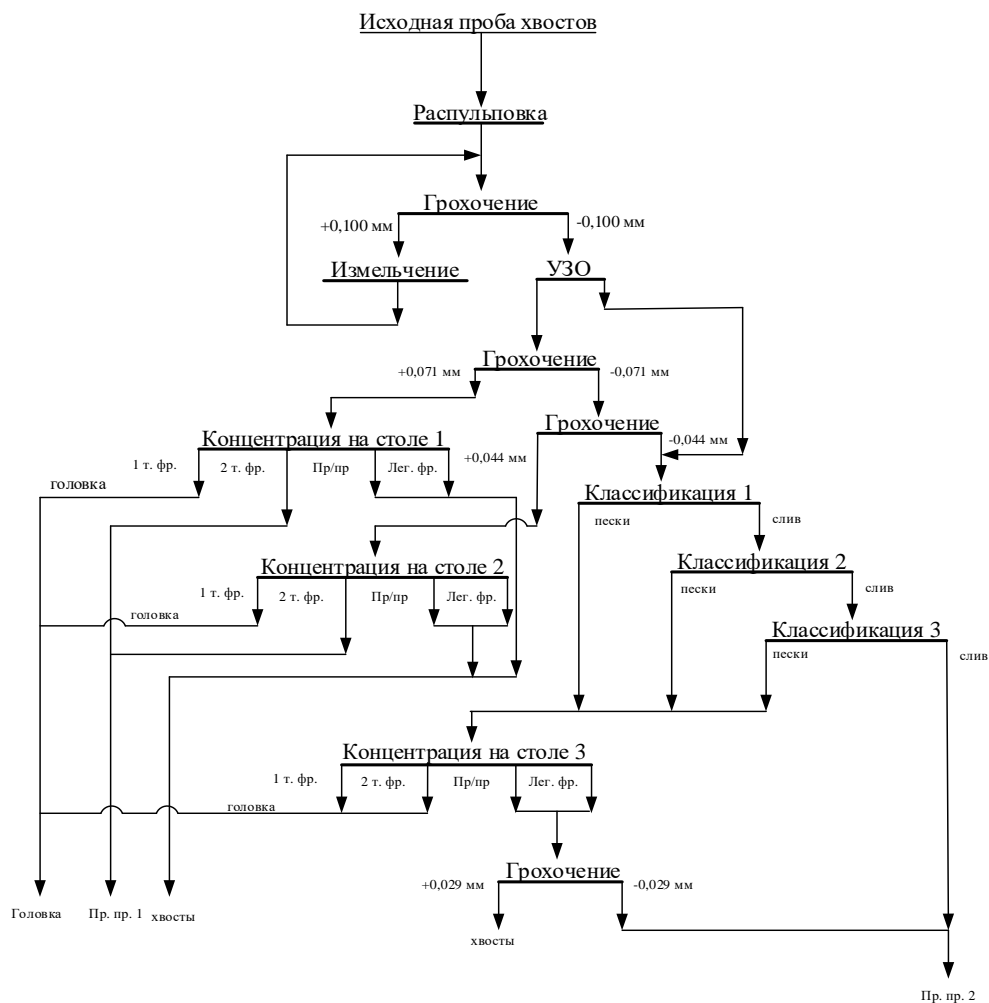 Исходная проба хвостов
Распульповка
Грохочение
+0,100 мм
-0,100 мм
Измельчение
УЗО
Грохочение
+0,071 мм
-0,071 мм
Грохочение
+0,044 мм
-0,044 мм
Концентрация на столе 1
1 т. фр.
2 т. фр.
Пр/пр
Лег. фр.
головка
Классификация 1
пески
слив
Концентрация на столе 2
1 т. фр.
2 т. фр.
Пр/пр
Лег. фр.
головка
Классификация 2
пески
слив
Классификация 3
пески
слив
Концентрация на столе 3
1 т. фр.
2 т. фр.
Пр/пр
Лег. фр.
головка
Грохочение
+0,029 мм
-0,029 мм
Головка
Пр. пр. 1
хвосты
хвосты
Пр. пр. 2